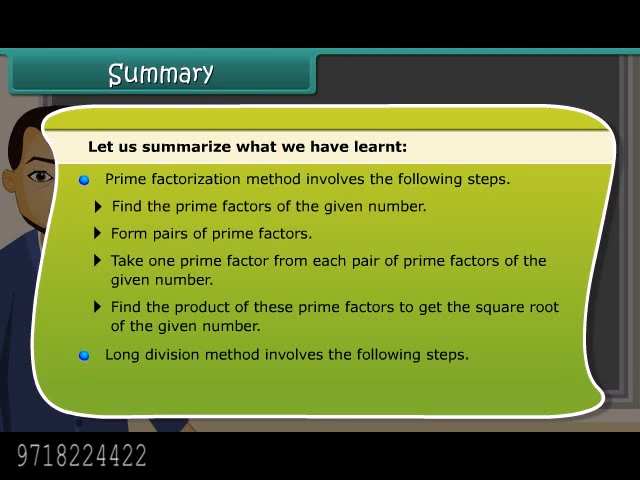 Summary
Let us summarize what we have learnt:
Prime factorization method involves the following steps.
Find the prime factors of the given number.
Form pairs of prime factors.
Take one prime factor from each pair of prime factors of the
given number.
Find the product of these prime factors to get the square root
of the given number.
Long division method involves the following steps.
9718224422